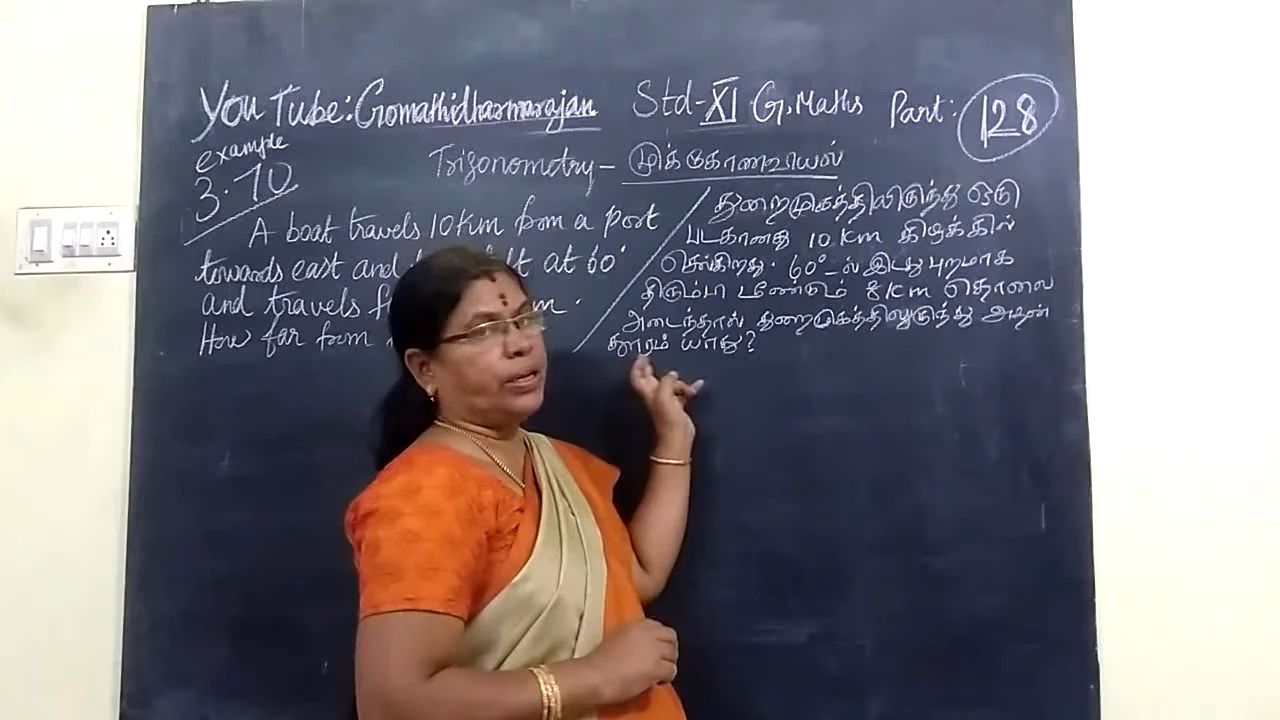 You Tube: Gomathidharmarajan Std-XI G.Maths Part: 128
example
3.70
Trigonometry - முக்கோணவியல்
A boat travels 10 Km from a port
towards east and at 60°
and travels
How far from
துறைமுகத்திலிருந்து ஒரு
படகானது 10 Km கிழக்கில்
செல்கிறது. 60°-ல் இடது புறமாக
திரும்பி மீண்டும் 8 Km தொலை
அடைந்தால் துறைமுகத்திலிருந்து அதன்
தூரம் யாது?